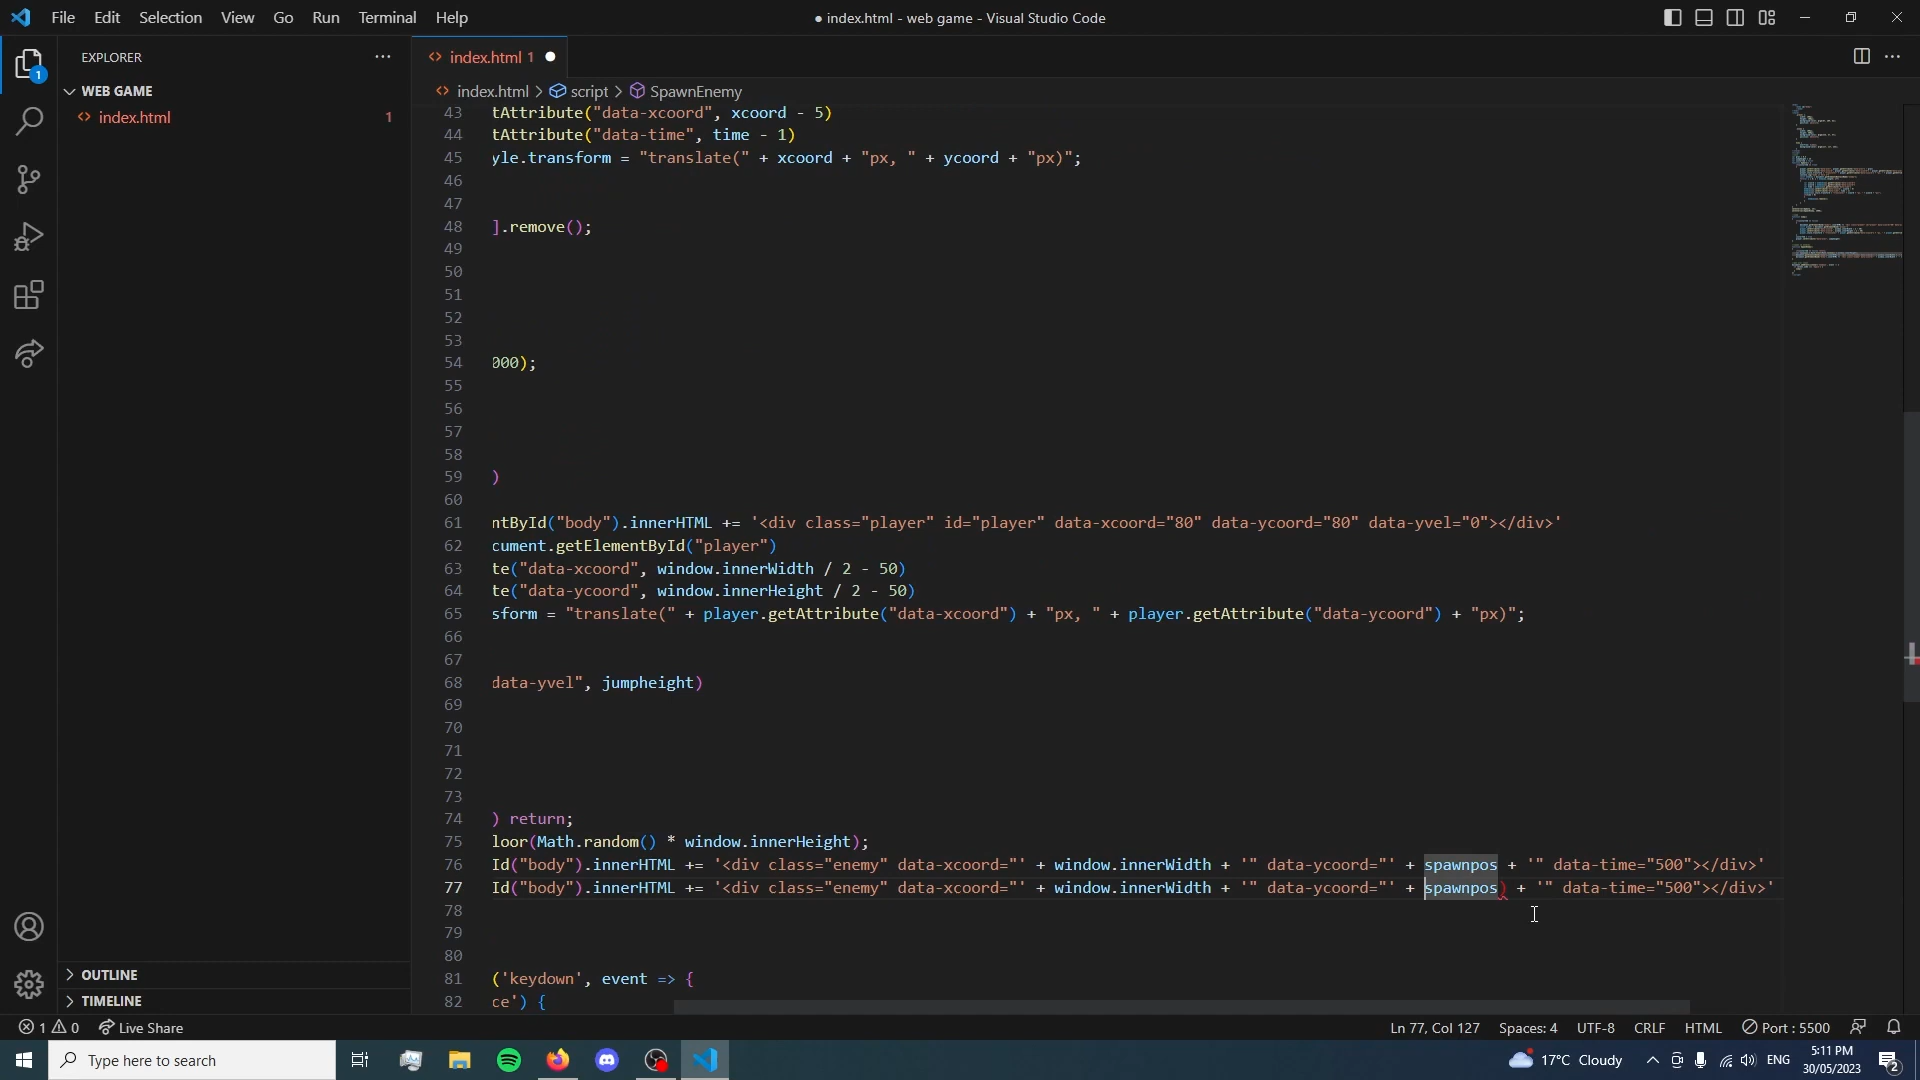 File Edit Selection View Go Run Terminal Help
● index.html - web game - Visual Studio Code
EXPLORER
1
WEB GAME
index.html 1
OUTLINE
TIMELINE
index.html 1
index.html > script > SpawnEnemy
43 tAttribute("data-xcoord", xcoord - 5)
44 tAttribute("data-time", time - 1)
45 yle.transform = "translate(" + xcoord + "px, " + ycoord + "px)";
46
47
48 ].remove();
49
50
51
52
53
54 000);
55
56
57
58
59 )
60
61 ntById("body").innerHTML += '<div class="player" id="player" data-xcoord="80" data-ycoord="80" data-yvel="0"></div>'
62 cument.getElementById("player")
63 te("data-xcoord", window.innerWidth / 2 - 50)
64 te("data-ycoord", window.innerHeight / 2 - 50)
65 sform = "translate(" + player.getAttribute("data-xcoord") + "px, " + player.getAttribute("data-ycoord") + "px)";
66
67
68 data-yvel", jumpheight)
69
70
71
72
73
74 ) return;
75 loor(Math.random() * window.innerHeight);
76 Id("body").innerHTML += '<div class="enemy" data-xcoord="' + window.innerWidth + '" data-ycoord="' + spawnpos + '" data-time="500"></div>'
77 Id("body").innerHTML += '<div class="enemy" data-xcoord="' + window.innerWidth + '" data-ycoord="' + spawnpos) + '" data-time="500"></div>'
78
79
80
81 ('keydown', event => {
82 ce') {
1 0 Live Share
Ln 77, Col 127 Spaces: 4 UTF-8 CRLF HTML Port : 5500
Type here to search
17°C Cloudy
ENG
5:11 PM
30/05/2023
2